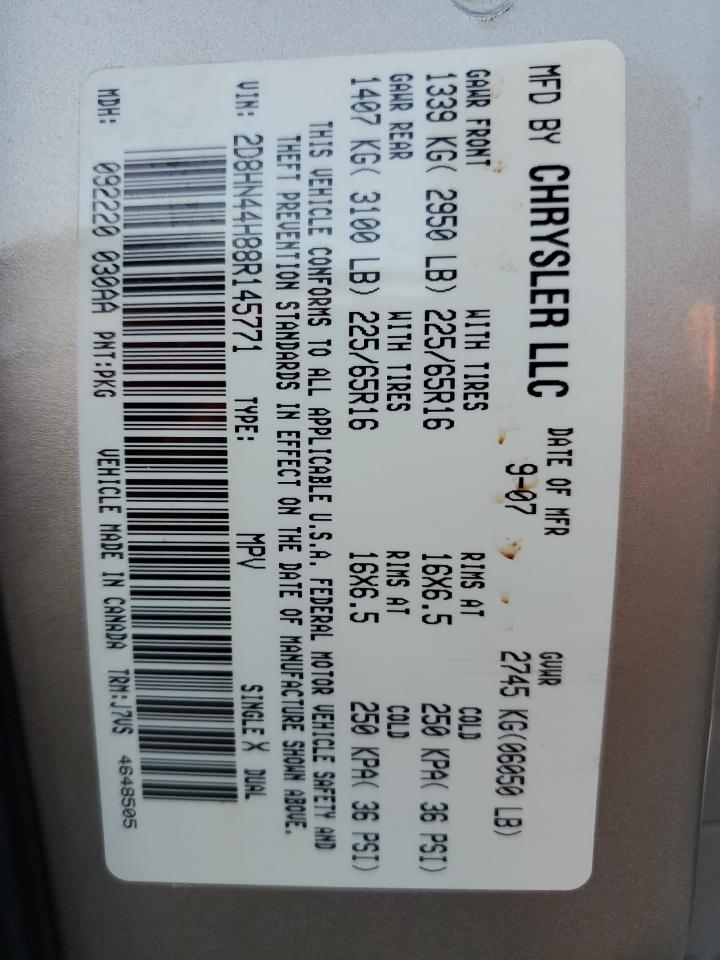 MFD BY CHRYSLER LLC DATE OF MFR GVWR
9-07 2745 KG(06050 LB)
GAWR FRONT WITH TIRES RIMS AT COLD
1339 KG( 2950 LB) 225/65R16 16X6.5 250 KPA( 36 PSI)
GAWR REAR WITH TIRES RIMS AT COLD
1407 KG( 3100 LB) 225/65R16 16X6.5 250 KPA( 36 PSI)
THIS VEHICLE CONFORMS TO ALL APPLICABLE U.S.A. FEDERAL MOTOR VEHICLE SAFETY AND
THEFT PREVENTION STANDARDS IN EFFECT ON THE DATE OF MANUFACTURE SHOWN ABOVE.
VIN: 2D8HN44H88R145771 TYPE: MPV SINGLE X DUAL
MDH: 092220 030AA PNT:PKG VEHICLE MADE IN CANADA TRM:J7VS 4648505